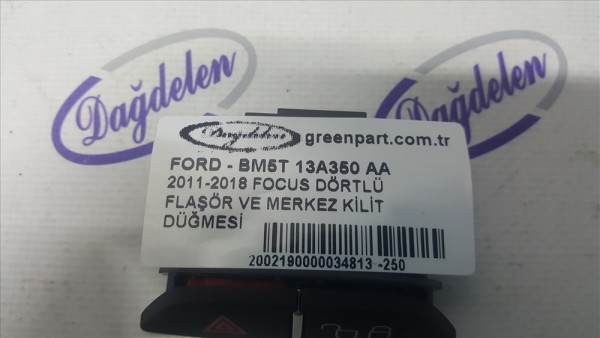 Dağdelen
Dağdelen
Dağdelen greenpart.com.tr
FORD - BM5T 13A350 AA
2011-2018 FOCUS DÖRTLÜ
FLAŞÖR VE MERKEZ KİLİT
DÜĞMESİ
2002190000034813 -250